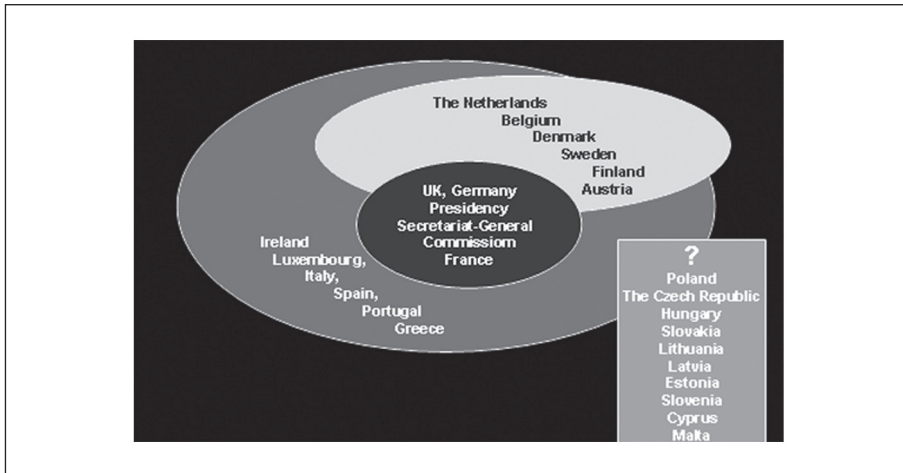 The Netherlands
Belgium
Denmark
Sweden
Finland
Austria
UK, Germany
Presidency
Secretariat-General
Commissiom
France
Ireland
Luxembourg,
Italy,
Spain,
Portugal
Greece
?
Poland
The Czech Republic
Hungary
Slovakia
Lithuania
Latvia
Estonia
Slovenia
Cyprus
Malta